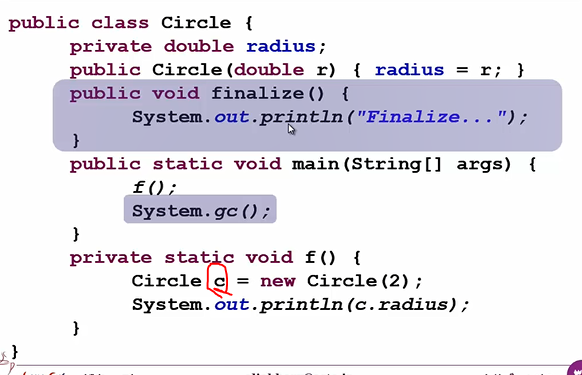 public class Circle {
private double radius;
public Circle(double r) { radius = r; }
public void finalize() {
System.out.println("Finalize...");
}
public static void main(String[] args) {
f();
System.gc();
}
private static void f() {
Circle c = new Circle(2);
System.out.println(c.radius);
}
}